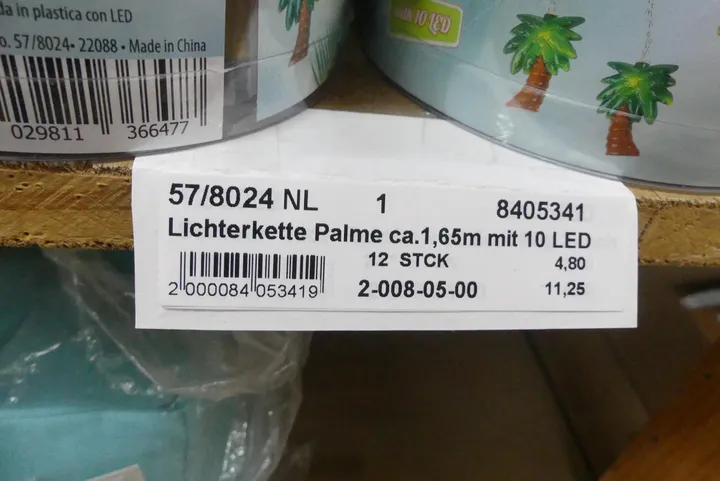 da in plastica con LED
o. 57/8024 • 22088 • Made in China
029811 366477
with 10 LED
57/8024 NL 1 8405341
Lichterkette Palme ca.1,65m mit 10 LED
12 STCK 4,80
2 000084 053419 2-008-05-00 11,25